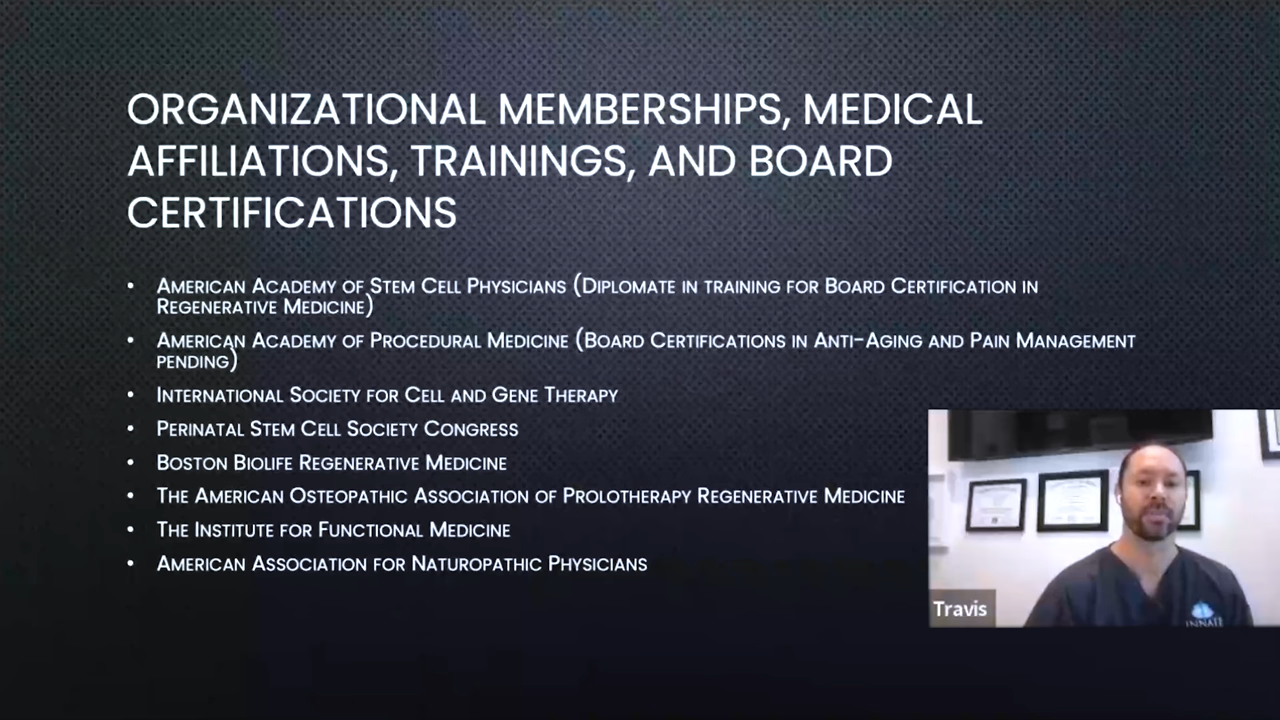 ORGANIZATIONAL MEMBERSHIPS, MEDICAL
AFFILIATIONS, TRAININGS, AND BOARD
CERTIFICATIONS
• American Academy of Stem Cell Physicians (Diplomate in training for Board Certification in
Regenerative Medicine)
• American Academy of Procedural Medicine (Board Certifications in Anti-Aging and Pain Management
pending)
• International Society for Cell and Gene Therapy
• Perinatal Stem Cell Society Congress
• Boston Biolife Regenerative Medicine
• The American Osteopathic Association of Prolotherapy Regenerative Medicine
• The Institute for Functional Medicine
• American Association for Naturopathic Physicians
Travis
INNATE